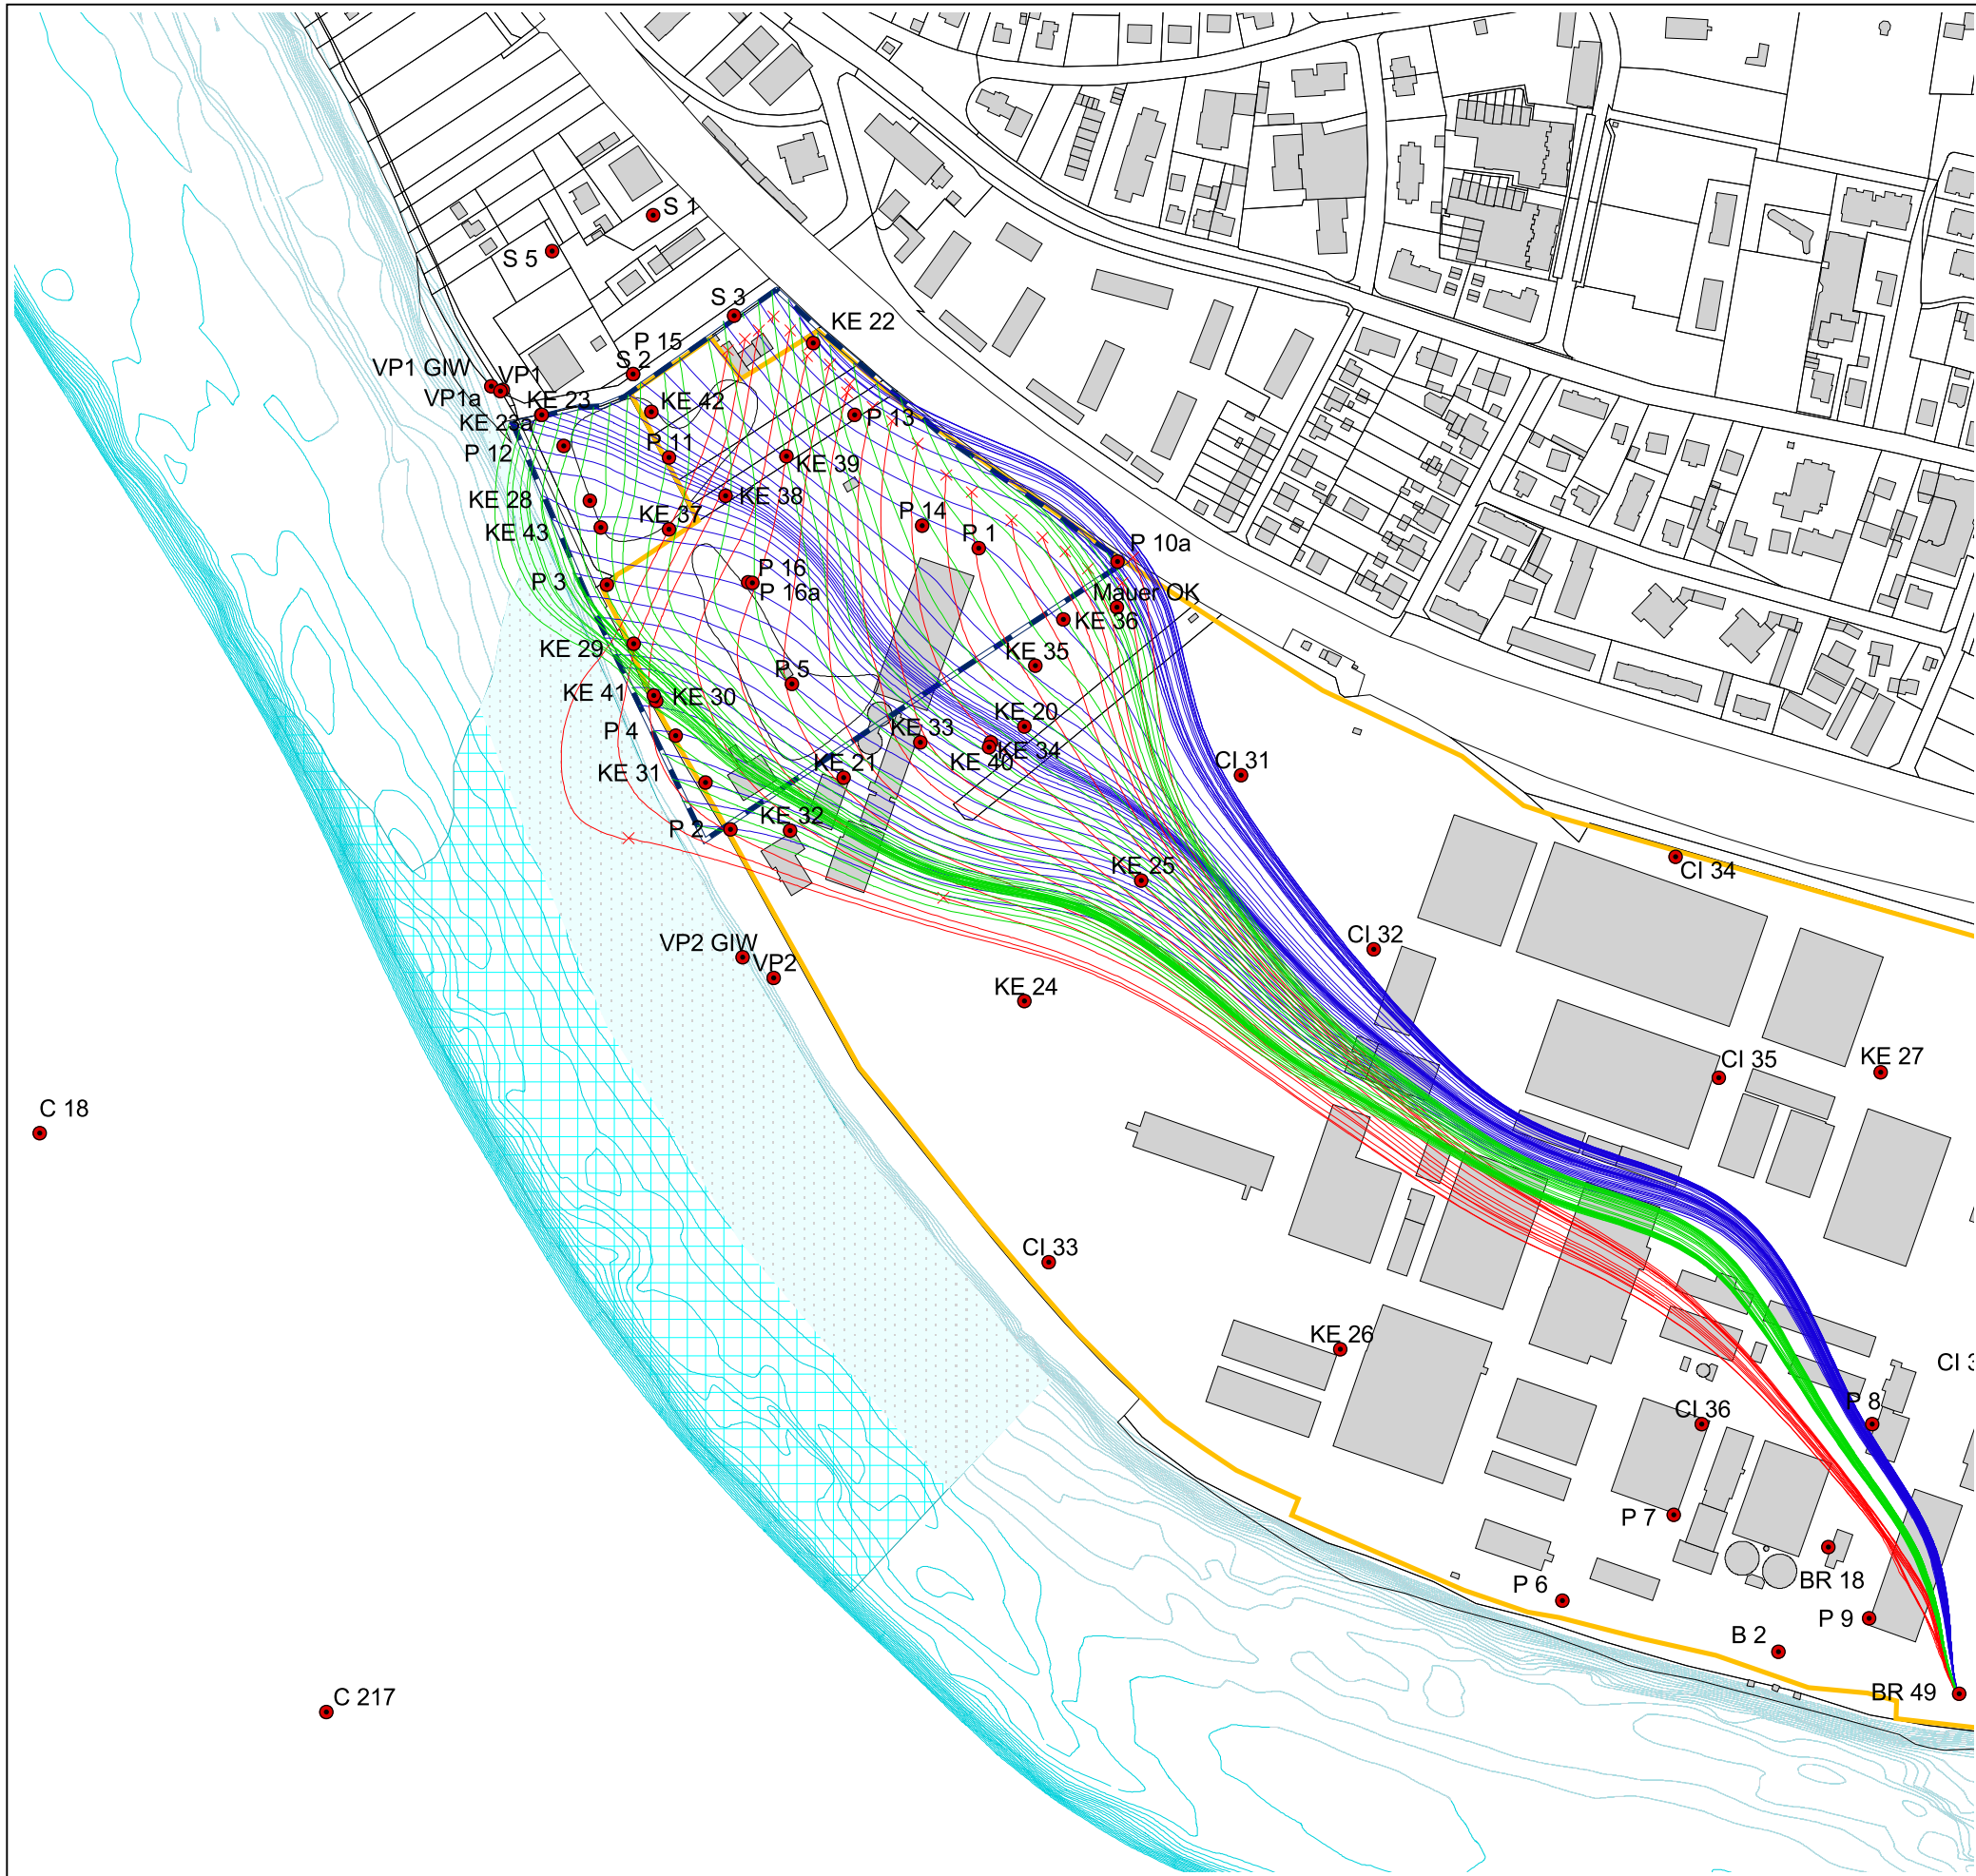 S 1
S 5
S 3
KE 22
P 15
S 2
VP1 GIW
VP1
VP1a
KE 23
KE 42
KE 23a
P 13
P 12
P 11
KE 39
KE 28
KE 38
KE 43
KE 37
P 14
P 1
P 10a
P 3
P 16
P 16a
Mauer OK
KE 36
KE 29
KE 35
P 5
KE 41
KE 30
P 4
KE 33
KE 20
KE 34
KE 40
KE 31
KE 21
CI 31
P 2
KE 32
KE 25
CI 34
VP2 GIW
VP2
CI 32
KE 24
CI 35
KE 27
C 18
CI 33
KE 26
CI 3
P 8
CI 36
P 7
BR 18
P 6
P 9
B 2
BR 49
C 217